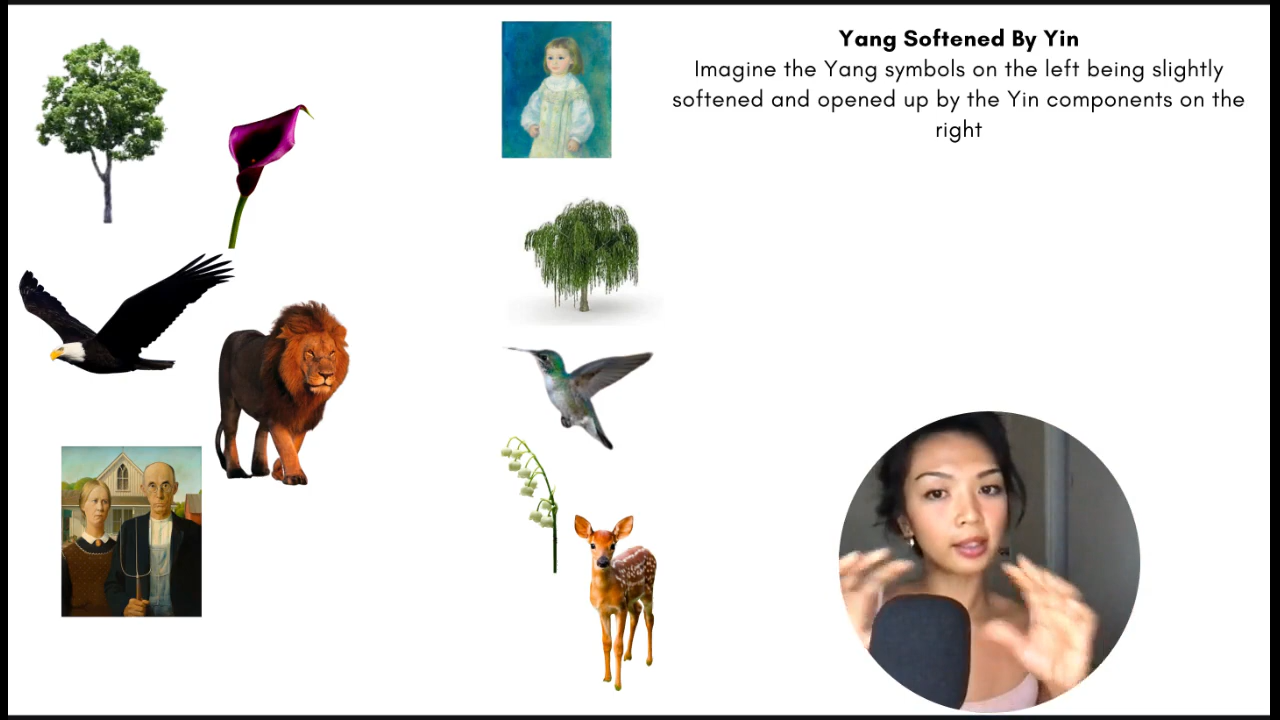 Yang Softened By Yin
Imagine the Yang symbols on the left being slightly
softened and opened up by the Yin components on the
right